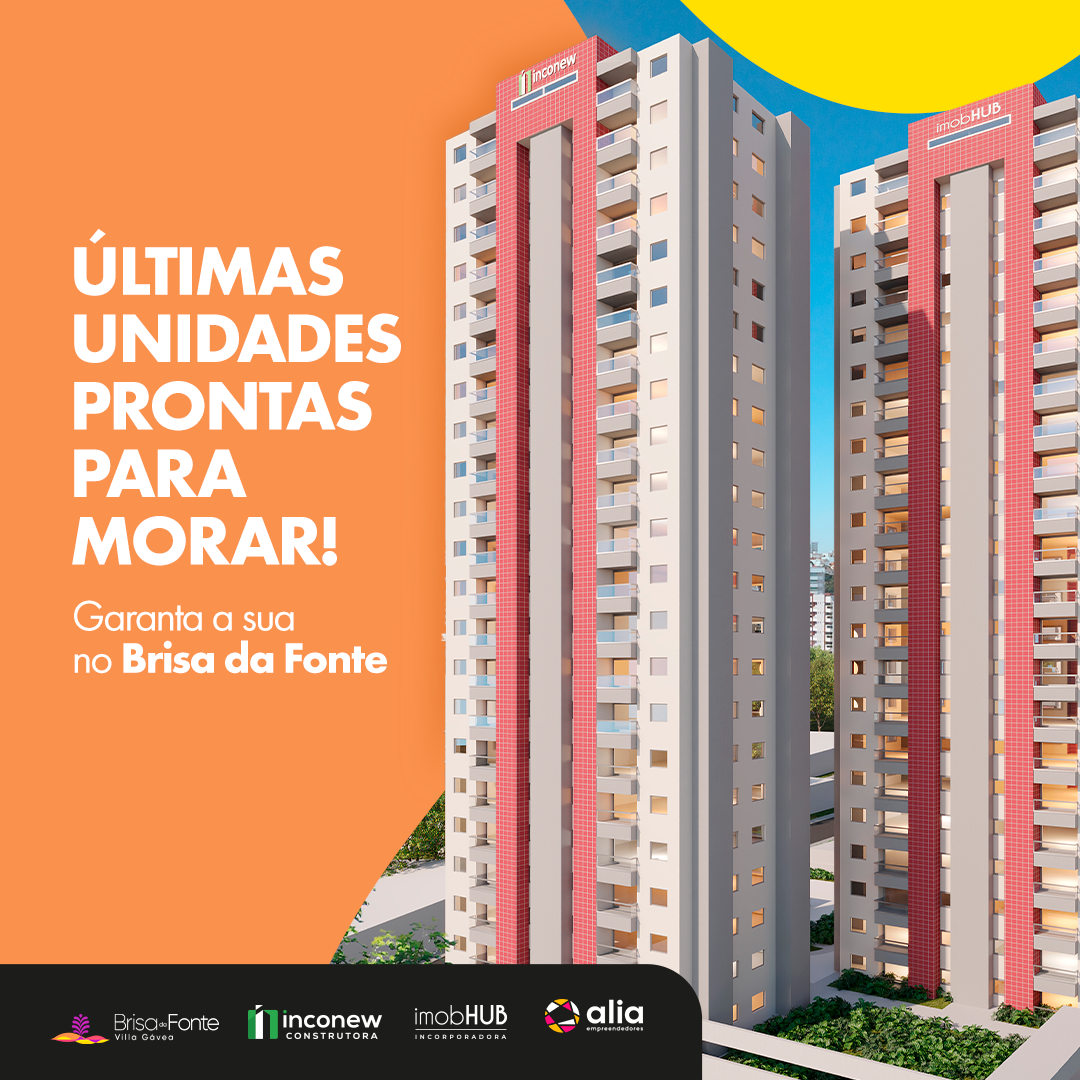 inconew
imobHUB
ÚLTIMAS
UNIDADES
PRONTAS
PARA
MORAR!
Garanta a sua
no Brisa da Fonte
Brisa da Fonte
Villa Gávea
inconew
CONSTRUTORA
imobHUB
INCORPORADORA
alia
empreendedores